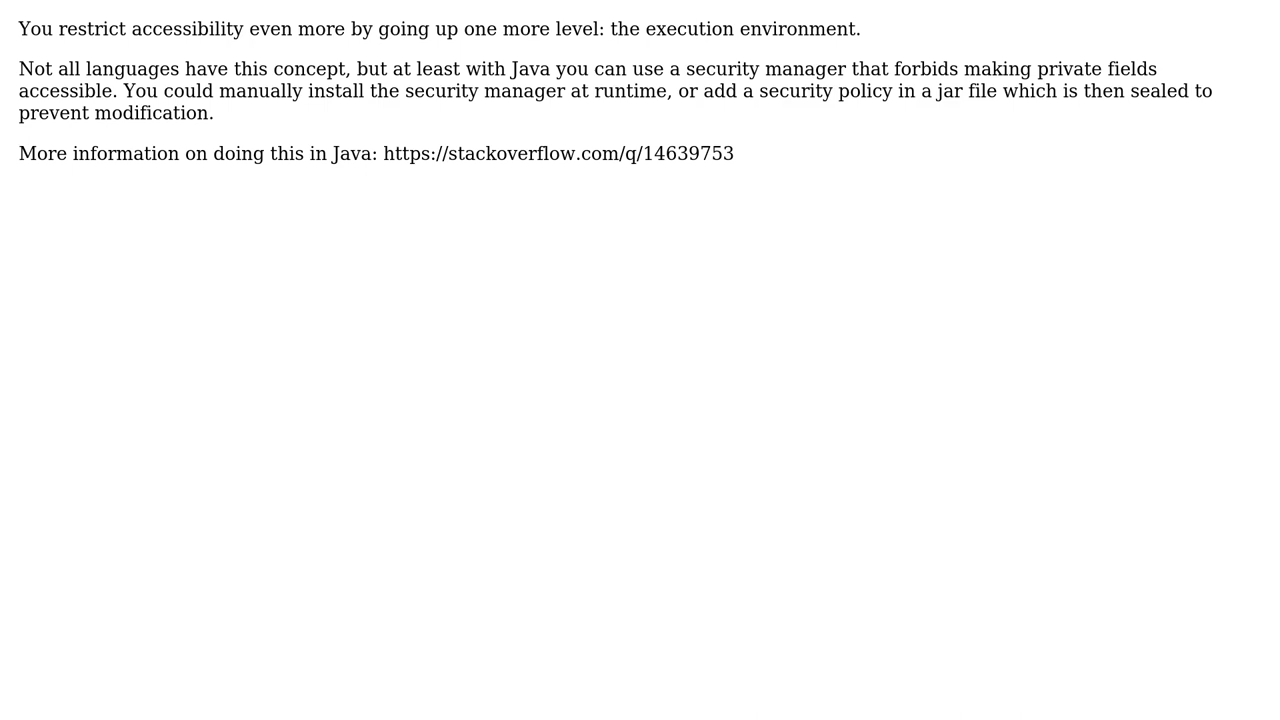 You restrict accessibility even more by going up one more level: the execution environment.
Not all languages have this concept, but at least with Java you can use a security manager that forbids making private fields
accessible. You could manually install the security manager at runtime, or add a security policy in a jar file which is then sealed to
prevent modification.
More information on doing this in Java: https://stackoverflow.com/q/14639753